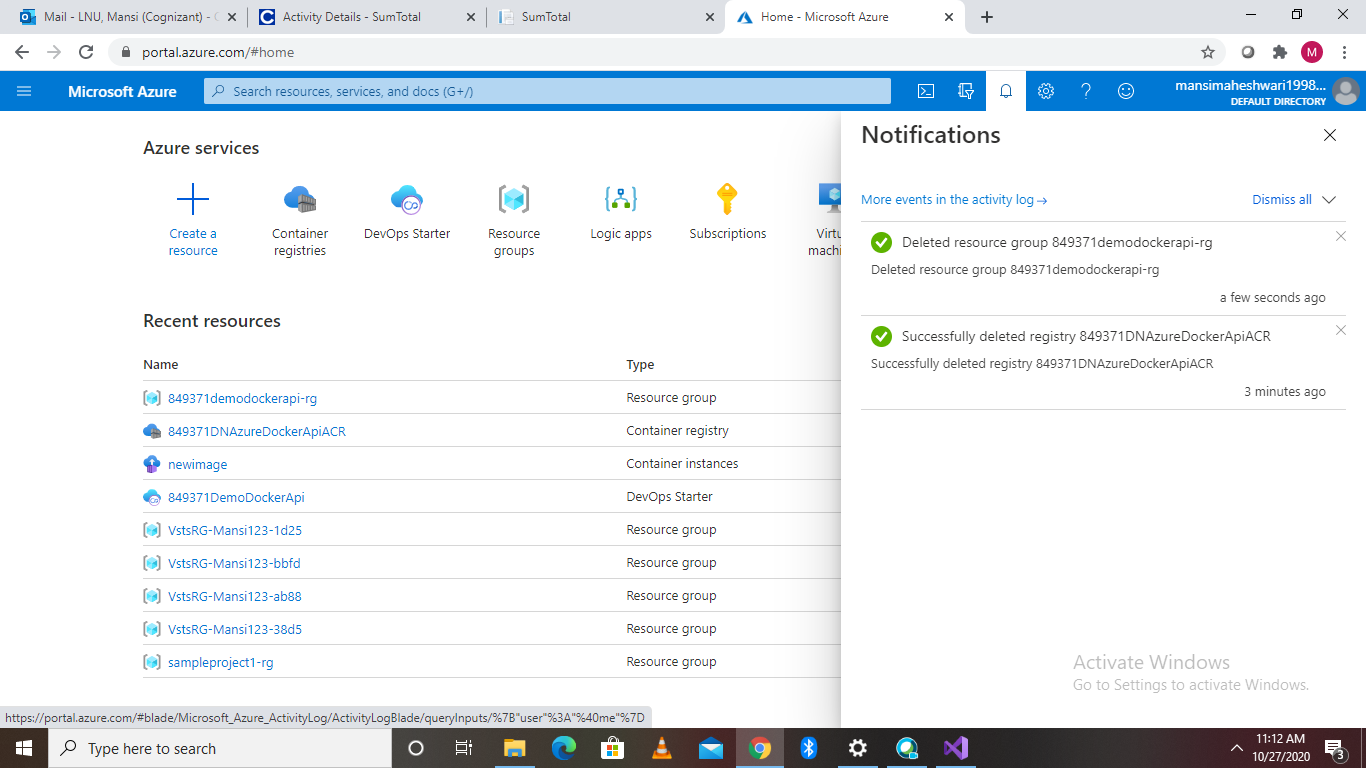 Mail - LNU, Mansi (Cognizant) -
Activity Details - SumTotal
SumTotal
Home - Microsoft Azure
portal.azure.com/#home
M
Microsoft Azure
Search resources, services, and docs (G+/)
mansimaheshwari1998...
DEFAULT DIRECTORY
Azure services
Create a
resource
Container
registries
DevOps Starter
Resource
groups
Logic apps
Subscriptions
Virtu
machi
Recent resources
Name Type
849371demodockerapi-rg Resource group
849371DNAzureDockerApiACR Container registry
newimage Container instances
849371DemoDockerApi DevOps Starter
VstsRG-Mansi123-1d25 Resource group
VstsRG-Mansi123-bbfd Resource group
VstsRG-Mansi123-ab88 Resource group
VstsRG-Mansi123-38d5 Resource group
sampleproject1-rg Resource group
Notifications
More events in the activity log →
Dismiss all
Deleted resource group 849371demodockerapi-rg
Deleted resource group 849371demodockerapi-rg
a few seconds ago
Successfully deleted registry 849371DNAzureDockerApiACR
Successfully deleted registry 849371DNAzureDockerApiACR
3 minutes ago
Activate Windows
Go to Settings to activate Windows.
https://portal.azure.com/#blade/Microsoft_Azure_ActivityLog/ActivityLogBlade/queryInputs/%7B"user"%3A"%40me"%7D
Type here to search
11:12 AM
10/27/2020
3